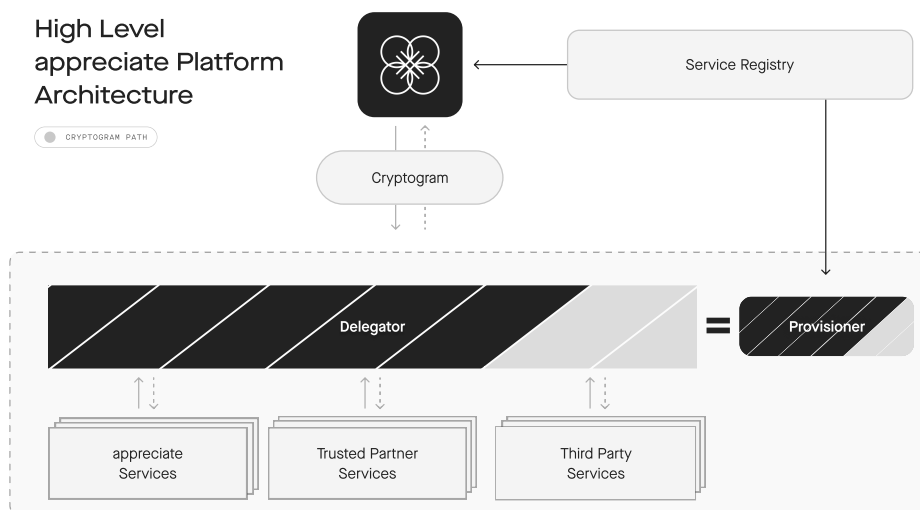 High Level
appreciate Platform
Architecture
CRYPTOGRAM PATH
Service Registry
Cryptogram
Delegator
Provisioner
appreciate
Services
Trusted Partner
Services
Third Party
Services